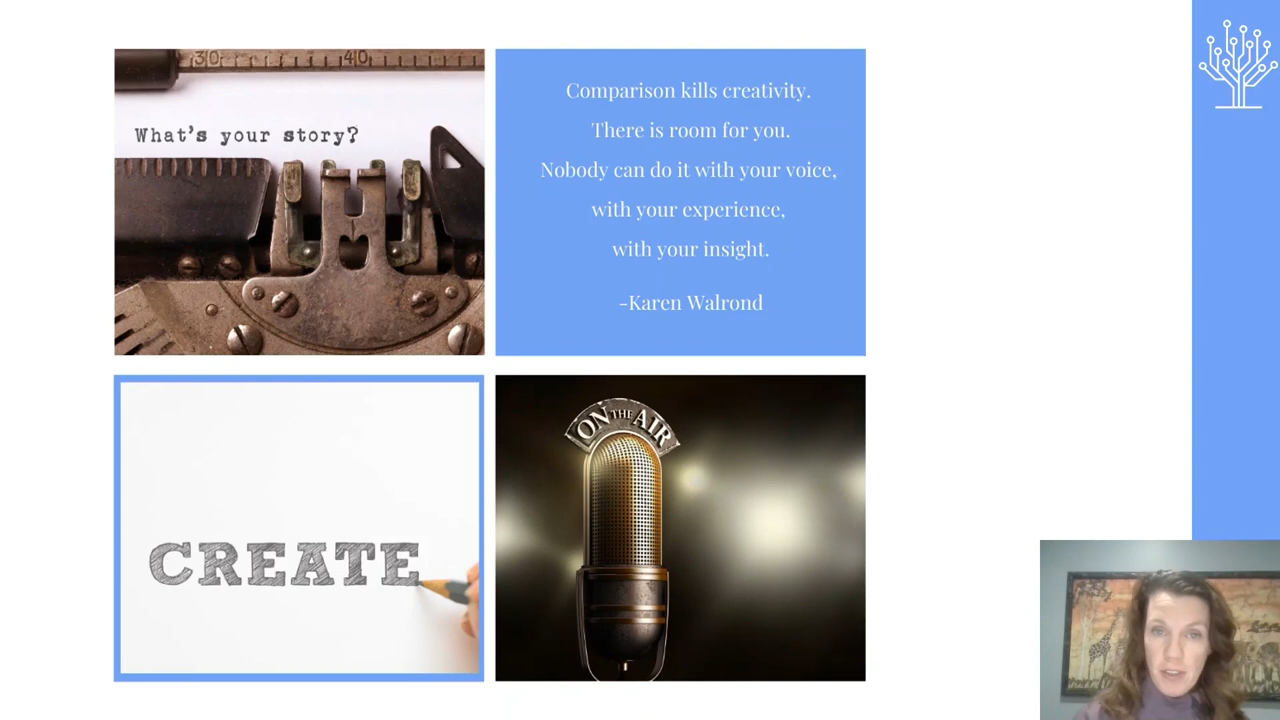 30 40
What's your story?
Comparison kills creativity.
There is room for you.
Nobody can do it with your voice,
with your experience,
with your insight.
-Karen Walrond
CREATE
ON THE AIR